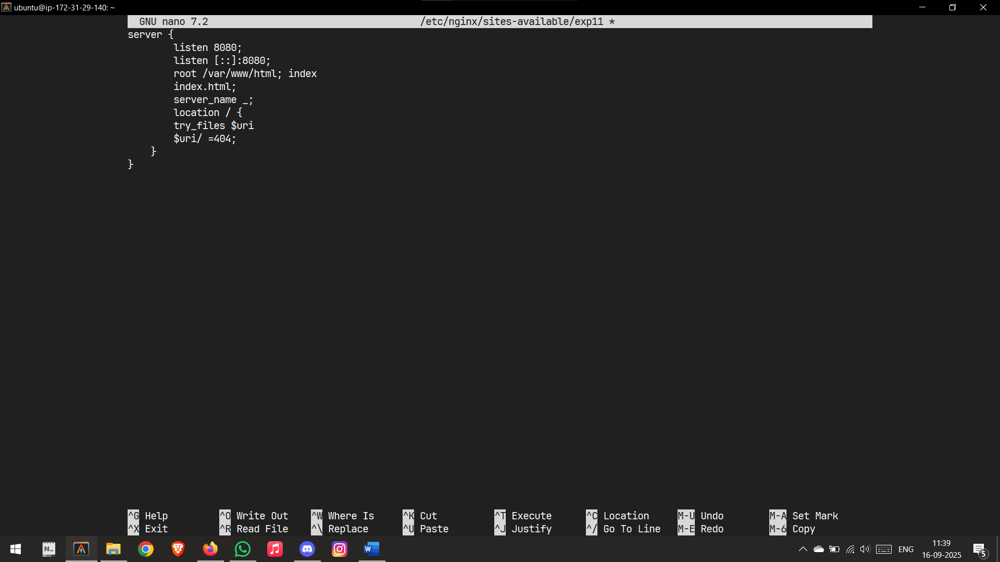 ubuntu@ip-172-31-29-140: ~
GNU nano 7.2 /etc/nginx/sites-available/exp11 *
server {
listen 8080;
listen [::]:8080;
root /var/www/html; index
index.html;
server_name _;
location / {
try_files $uri
$uri/ =404;
}
}
^G Help ^O Write Out ^W Where Is ^K Cut ^T Execute ^C Location M-U Undo M-A Set Mark
^X Exit ^R Read File ^\ Replace ^U Paste ^J Justify ^/ Go To Line M-E Redo M-6 Copy
N_
W
ENG
11:39
16-09-2025
5